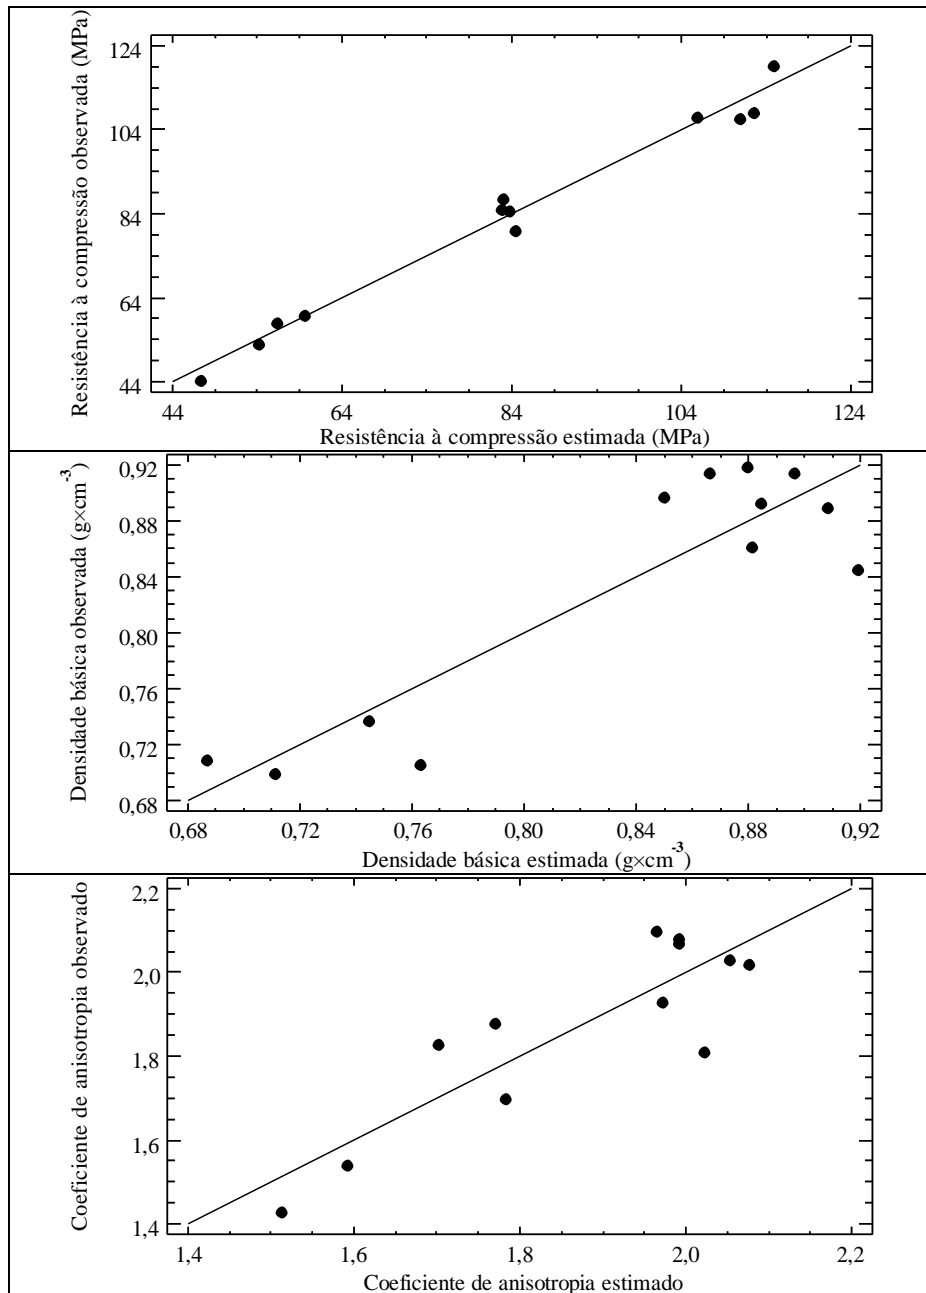 Resistência à compressão observada (MPa)
124
104
84
64
44
44 64 84 104 124
Resistência à compressão estimada (MPa)
Densidade básica observada (g×cm⁻³)
0,92
0,88
0,84
0,80
0,76
0,72
0,68
0,68 0,72 0,76 0,80 0,84 0,88 0,92
Densidade básica estimada (g×cm⁻³)
Coeficiente de anisotropia observado
2,2
2,0
1,8
1,6
1,4
1,4 1,6 1,8 2,0 2,2
Coeficiente de anisotropia estimado